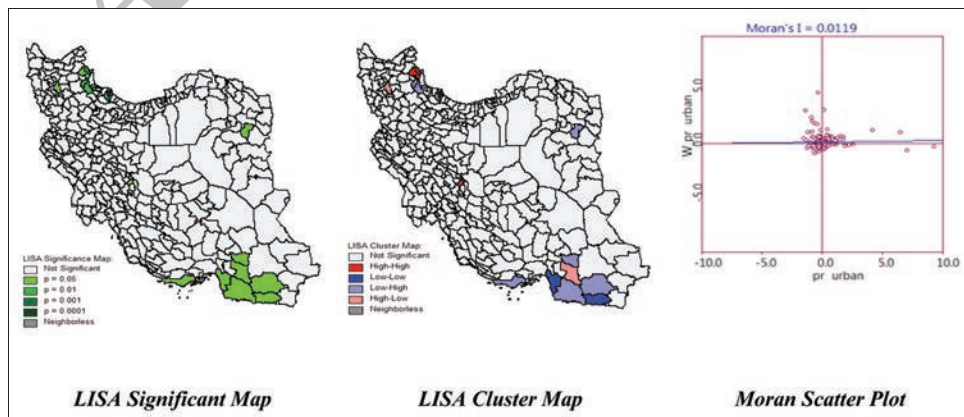 LISA Significance Map:
Not Significant
p = 0.05
p = 0.01
p = 0.001
p = 0.0001
Neighborless
LISA Significant Map
LISA Cluster Map:
Not Significant
High-High
Low-Low
Low-High
High-Low
Neighborless
LISA Cluster Map
Moran's I = 0.0119
W_pr urban
5.0
0.0
-5.0
-10.0
-5.0
0.0
5.0
10.0
pr urban
Moran Scatter Plot